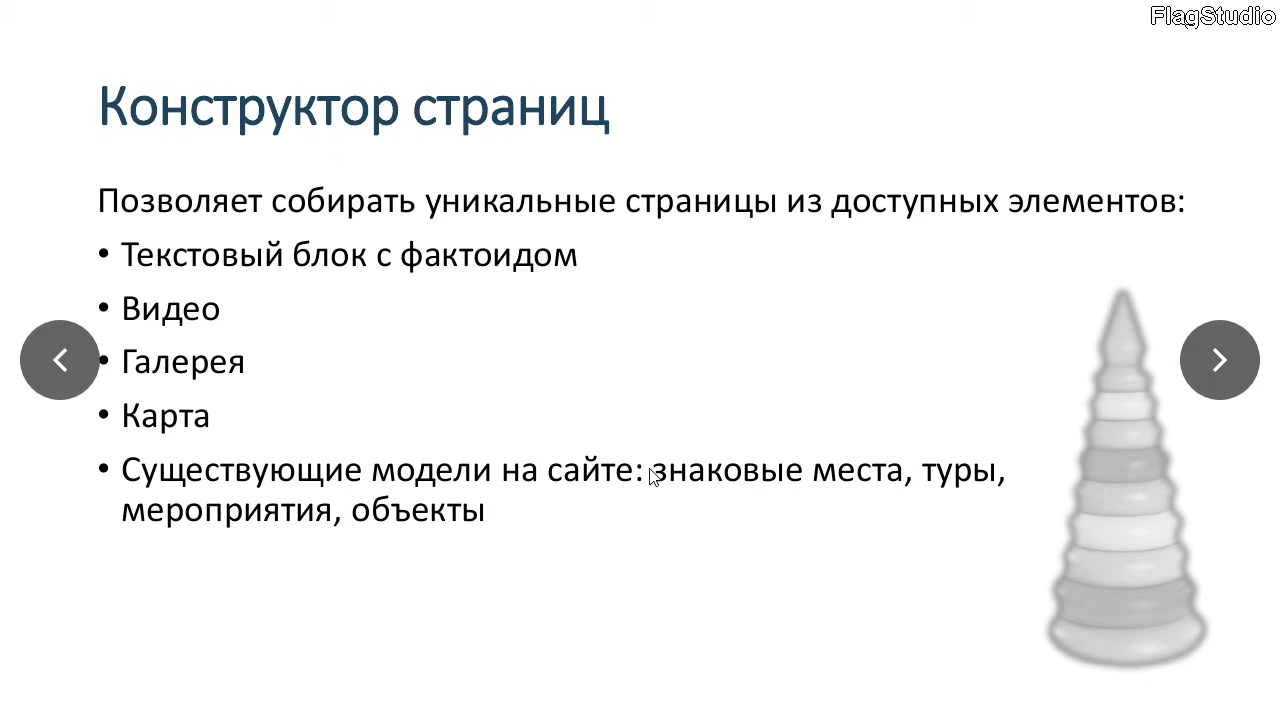 FlagStudio
Конструктор страниц
Позволяет собирать уникальные страницы из доступных элементов:
• Текстовый блок с фактоидом
• Видео
• Галерея
• Карта
• Существующие модели на сайте: знаковые места, туры,
мероприятия, объекты